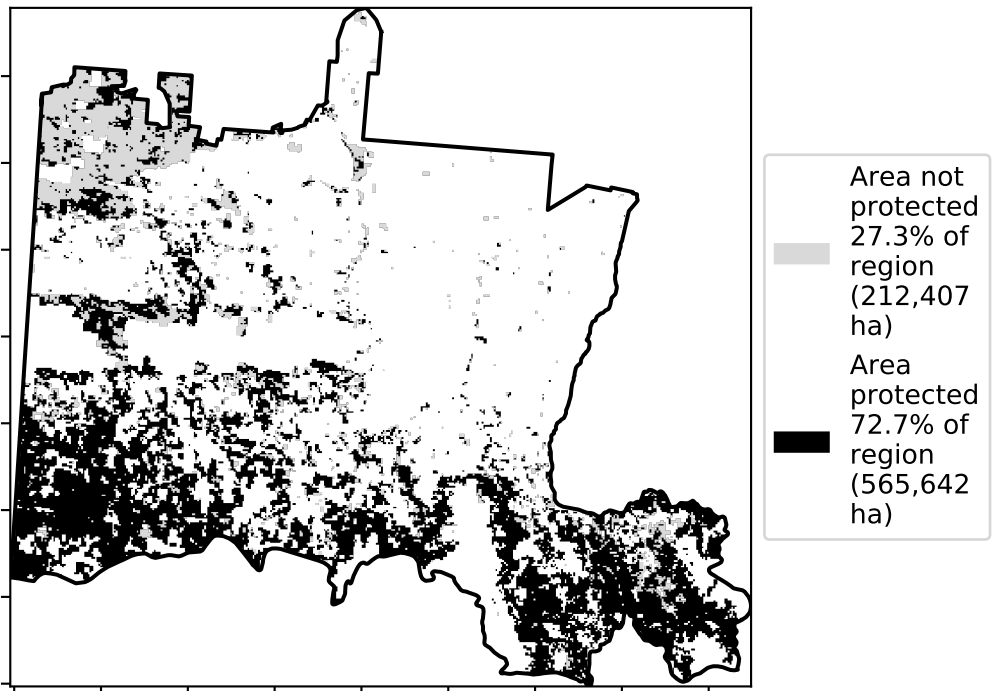 Area not
protected
27.3% of
region
(212,407
ha)
Area
protected
72.7% of
region
(565,642
ha)